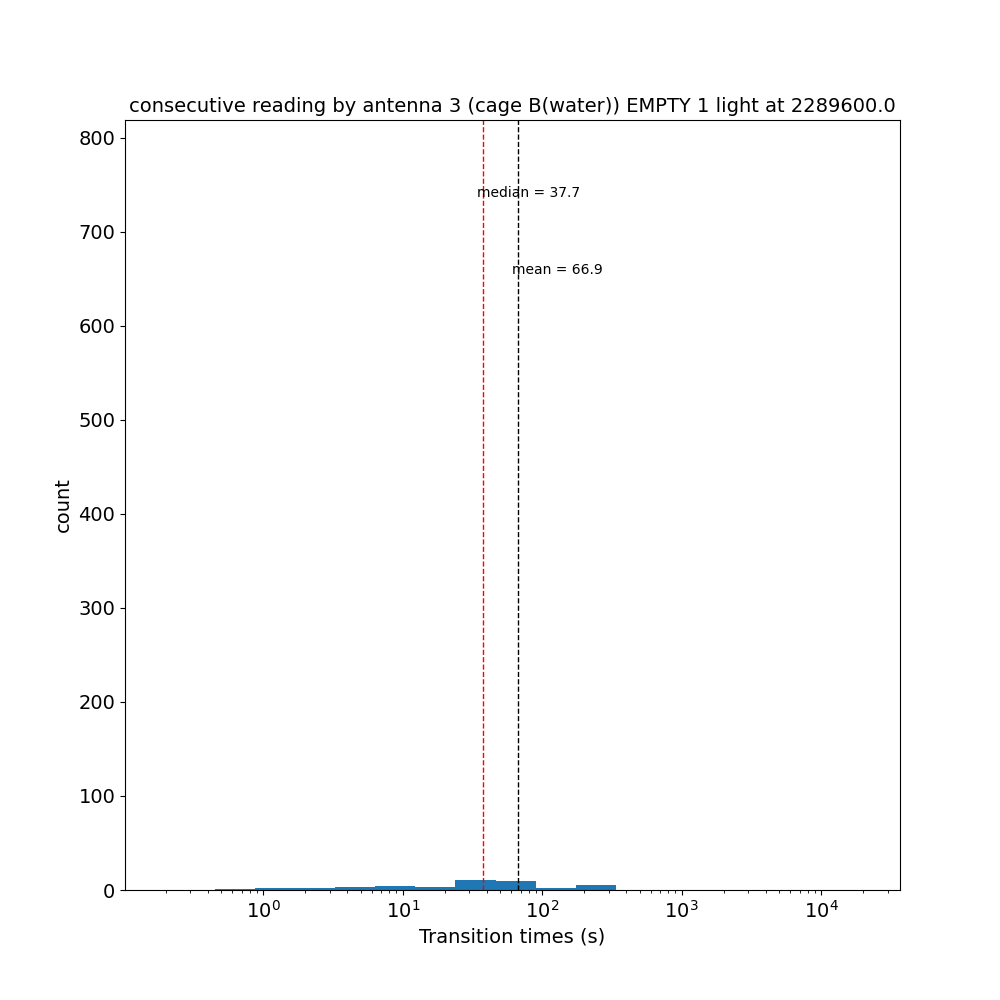 consecutive reading by antenna 3 (cage B(water)) EMPTY 1 light at 2289600.0
800
median = 37.7
700
mean = 66.9
600
500
count
400
300
200
100
0
10⁰ 10¹ 10² 10³ 10⁴
Transition times (s)